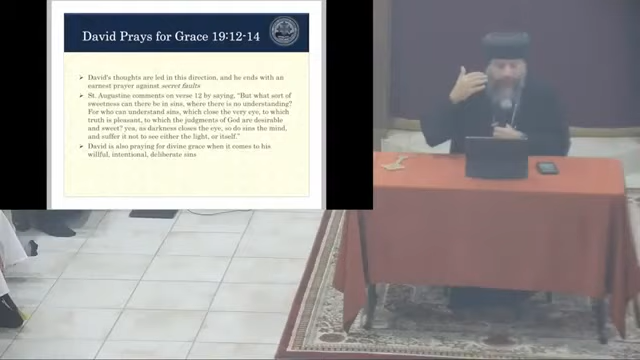 David Prays for Grace 19:12-14
David's thoughts are led in this direction, and he ends with an
earnest prayer against secret faults
St. Augustine comments on verse 12 by saying, "But what sort of
sweetness can there be in sins, where there is no understanding?
For who can understand sins, which close the very eye, to which
truth is pleasant, to which the judgments of God are desirable
and sweet? yea, as darkness closes the eye, so do sins the mind,
and suffer it not to see either the light, or itself."
David is also praying for divine grace when it comes to his
willful, intentional, deliberate sins